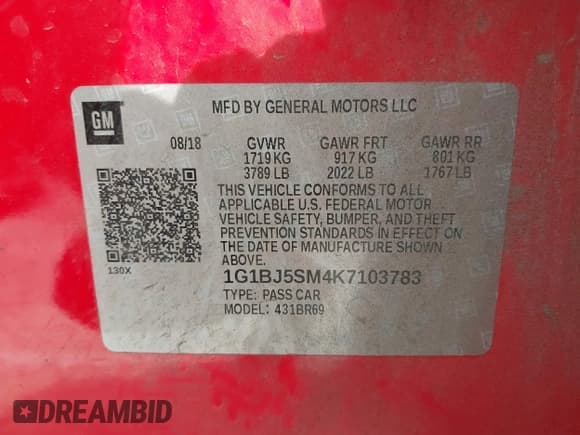 GM
MFD BY GENERAL MOTORS LLC
08/18 GVWR GAWR FRT GAWR RR
1719 KG 917 KG 801 KG
3789 LB 2022 LB 1767 LB
THIS VEHICLE CONFORMS TO ALL
APPLICABLE U.S. FEDERAL MOTOR
VEHICLE SAFETY, BUMPER, AND THEFT
PREVENTION STANDARDS IN EFFECT ON
THE DATE OF MANUFACTURE SHOWN
ABOVE.
130X
1G1BJ5SM4K7103783
TYPE: PASS CAR
MODEL: 431BR69
DREAMBID